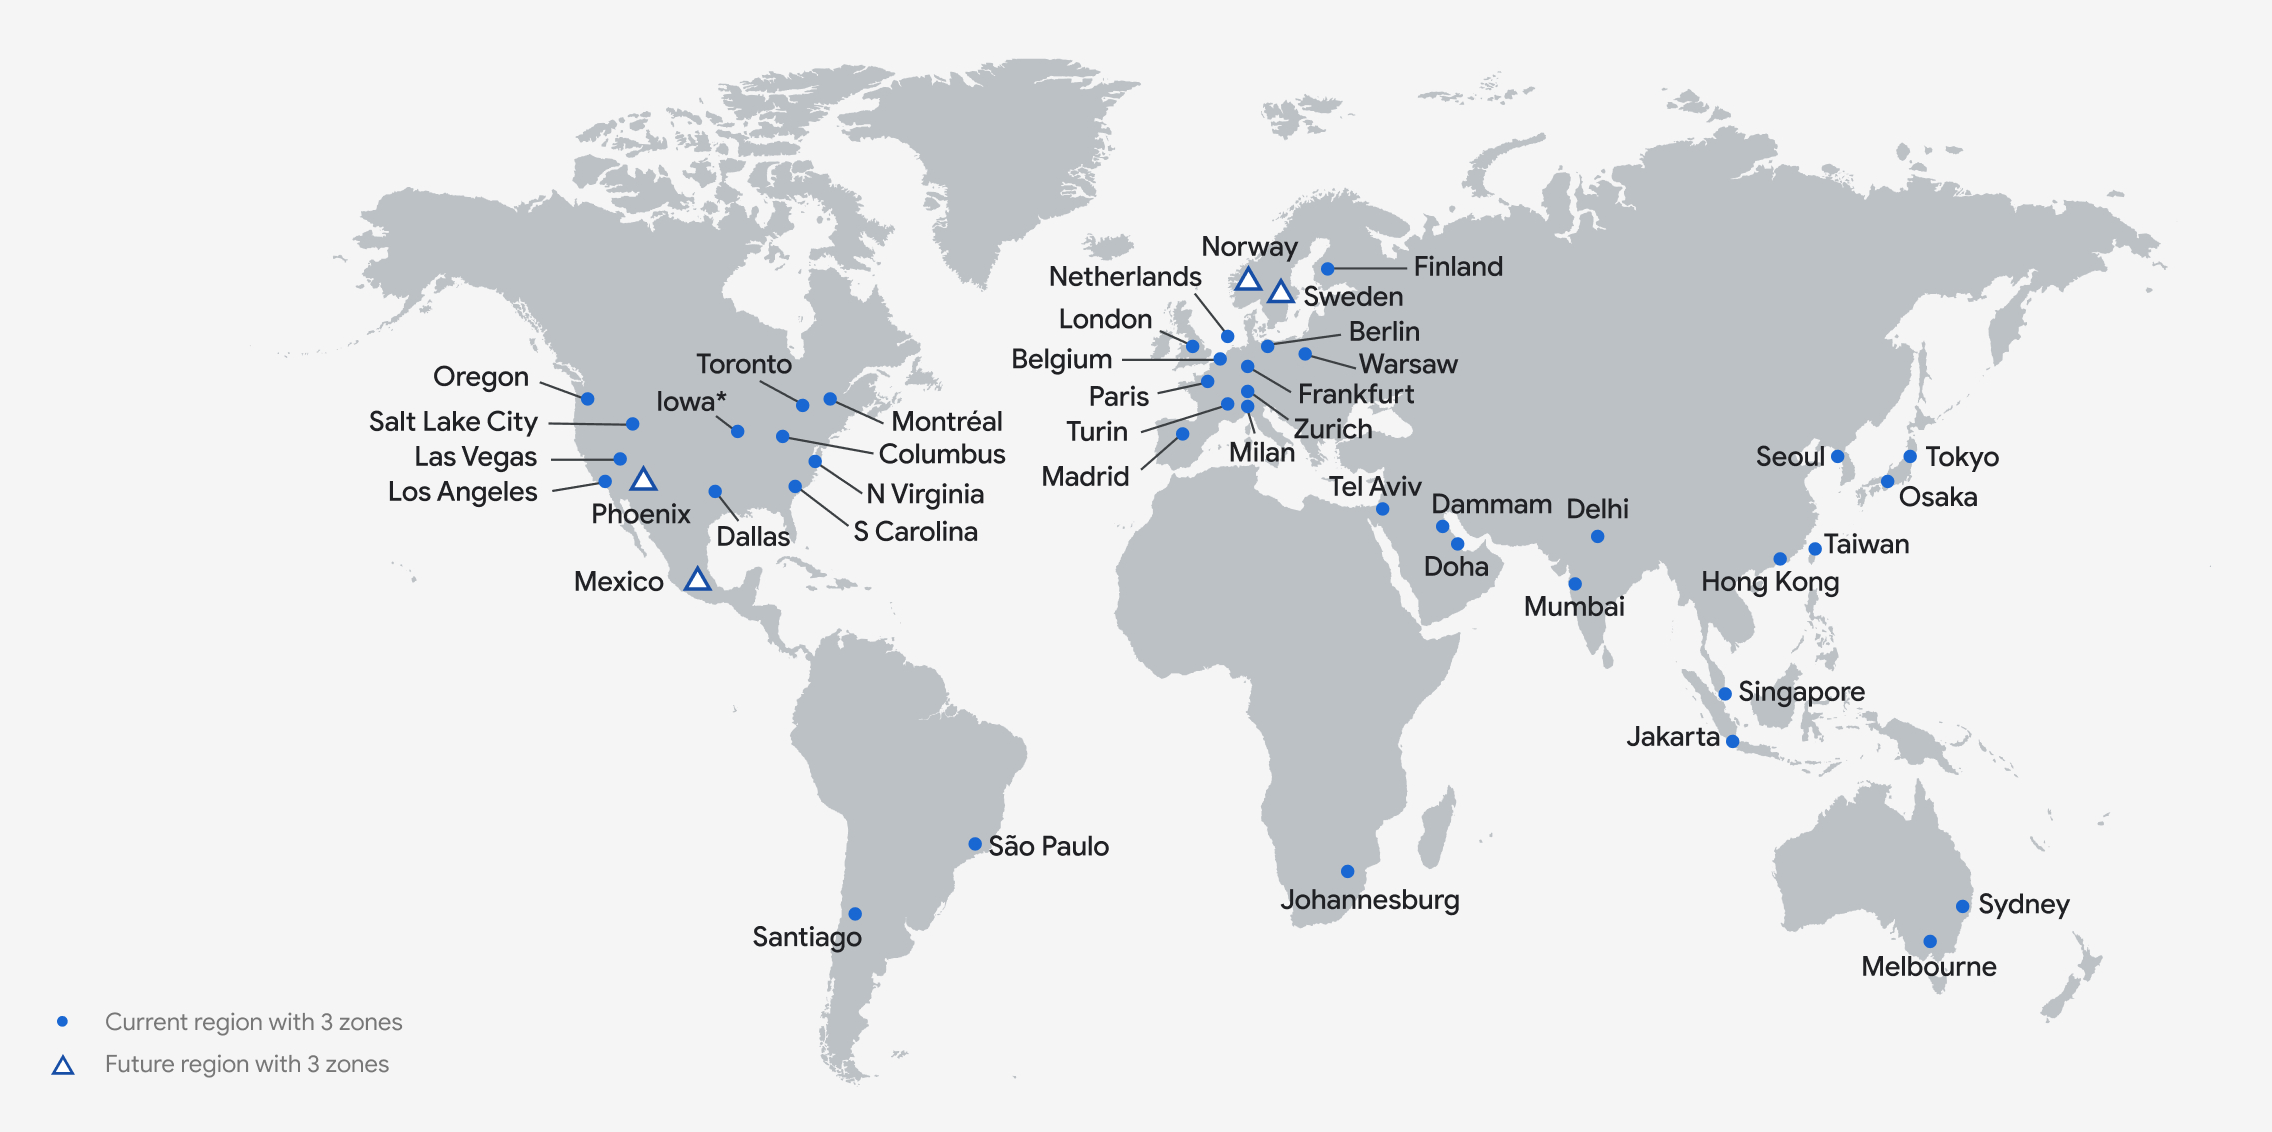 Norway
Finland
Netherlands
Sweden
London
Berlin
Belgium
Warsaw
Paris
Frankfurt
Turin
Zurich
Milan
Madrid
Toronto
Oregon
Iowa*
Salt Lake City
Montréal
Las Vegas
Columbus
Los Angeles
N Virginia
Phoenix
S Carolina
Dallas
Mexico
Seoul
Tokyo
Osaka
Tel Aviv
Dammam
Delhi
Taiwan
Doha
Hong Kong
Mumbai
Singapore
Jakarta
São Paulo
Johannesburg
Sydney
Santiago
Melbourne
Current region with 3 zones
Future region with 3 zones